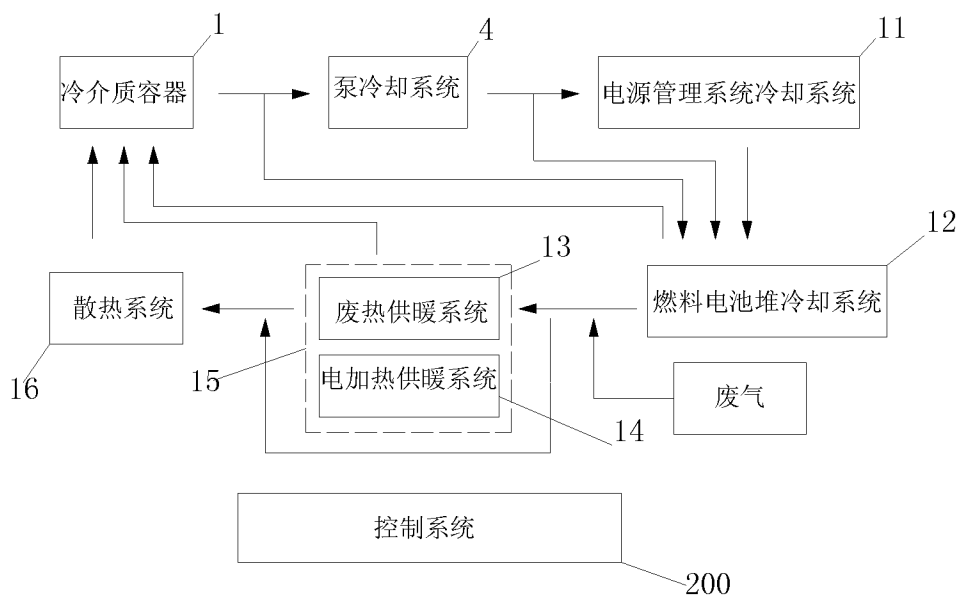 1
4
11
冷介质容器
泵冷却系统
电源管理系统冷却系统
12
13
散热系统
废热供暖系统
燃料电池堆冷却系统
15
16
电加热供暖系统
废气
14
控制系统
200